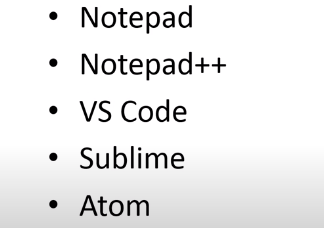 • Notepad
• Notepad++
• VS Code
• Sublime
• Atom